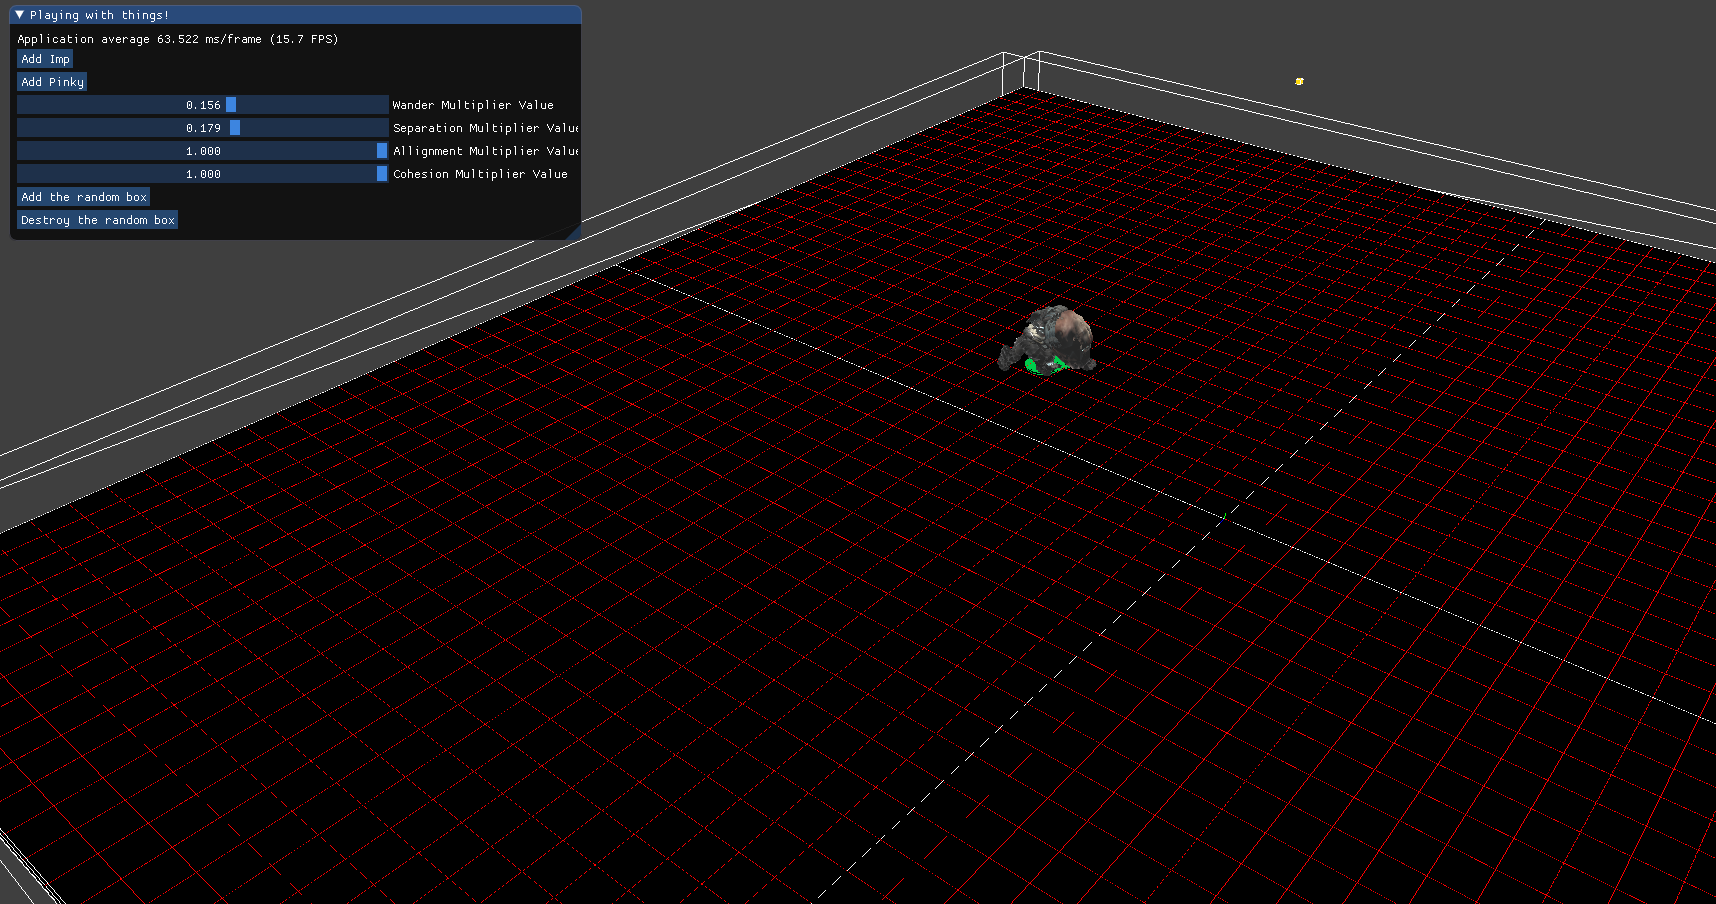 Playing with things!
Application average 63.522 ms/frame (15.7 FPS)
Add Imp
Add Pinky
0.156 Wander Multiplier Value
0.179 Separation Multiplier Value
1.000 Allignment Multiplier Value
1.000 Cohesion Multiplier Value
Add the random box
Destroy the random box